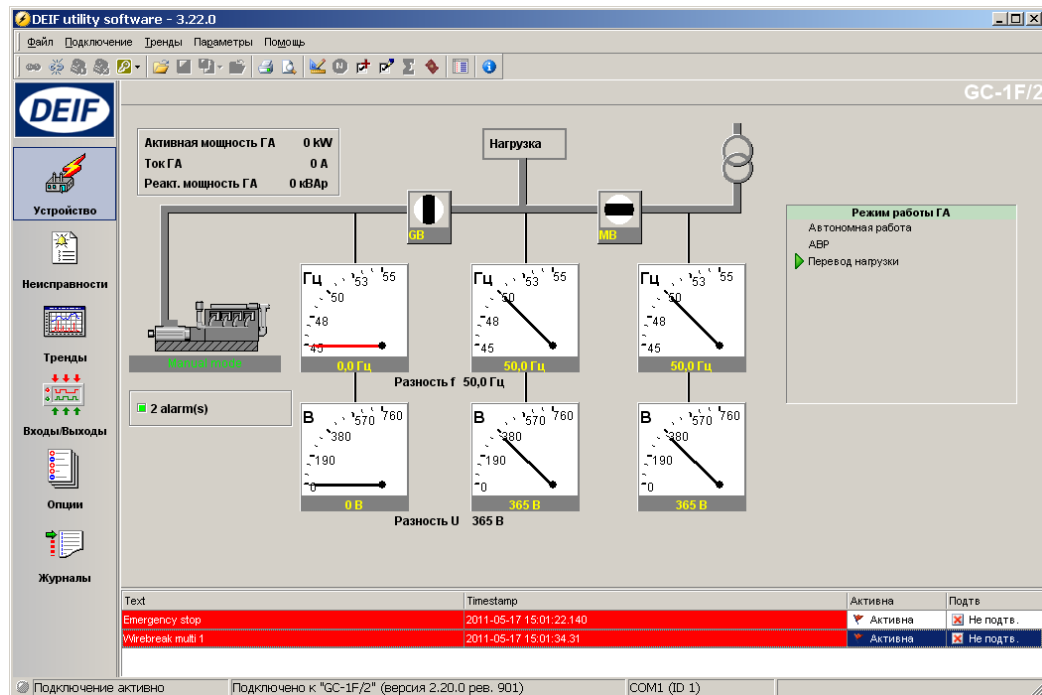 DEIF utility software - 3.22.0
Файл Подключение Тренды Параметры Помощь
GC-1F/2
DEIF
Устройство
Неисправности
Тренды
Входы/Выходы
Опции
Журналы
Активная мощность ГА 0 kW
Ток ГА 0 A
Реакт. мощность ГА 0 кВАр
Нагрузка
GB
MB
Режим работы ГА
Автономная работа
АВР
Перевод нагрузки
Manual mode
2 alarm(s)
Гц 45 48 50 53 55
0,0 Гц
Гц 45 48 50 53 55
50,0 Гц
Гц 45 48 50 53 55
50,0 Гц
Разность f 50,0 Гц
В 0 190 380 570 760
0 В
В 0 190 380 570 760
365 В
В 0 190 380 570 760
365 В
Разность U 365 В
Text Timestamp Активна Подтв
Emergency stop 2011-05-17 15:01:22.140 Активна Не подтв.
Wirebreak multi 1 2011-05-17 15:01:34.31 Активна Не подтв.
Подключение активно Подключено к "GC-1F/2" (версия 2.20.0 рев. 901) COM1 (ID 1)